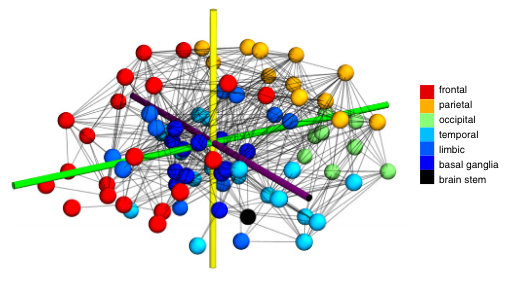 frontal
parietal
occipital
temporal
limbic
basal ganglia
brain stem